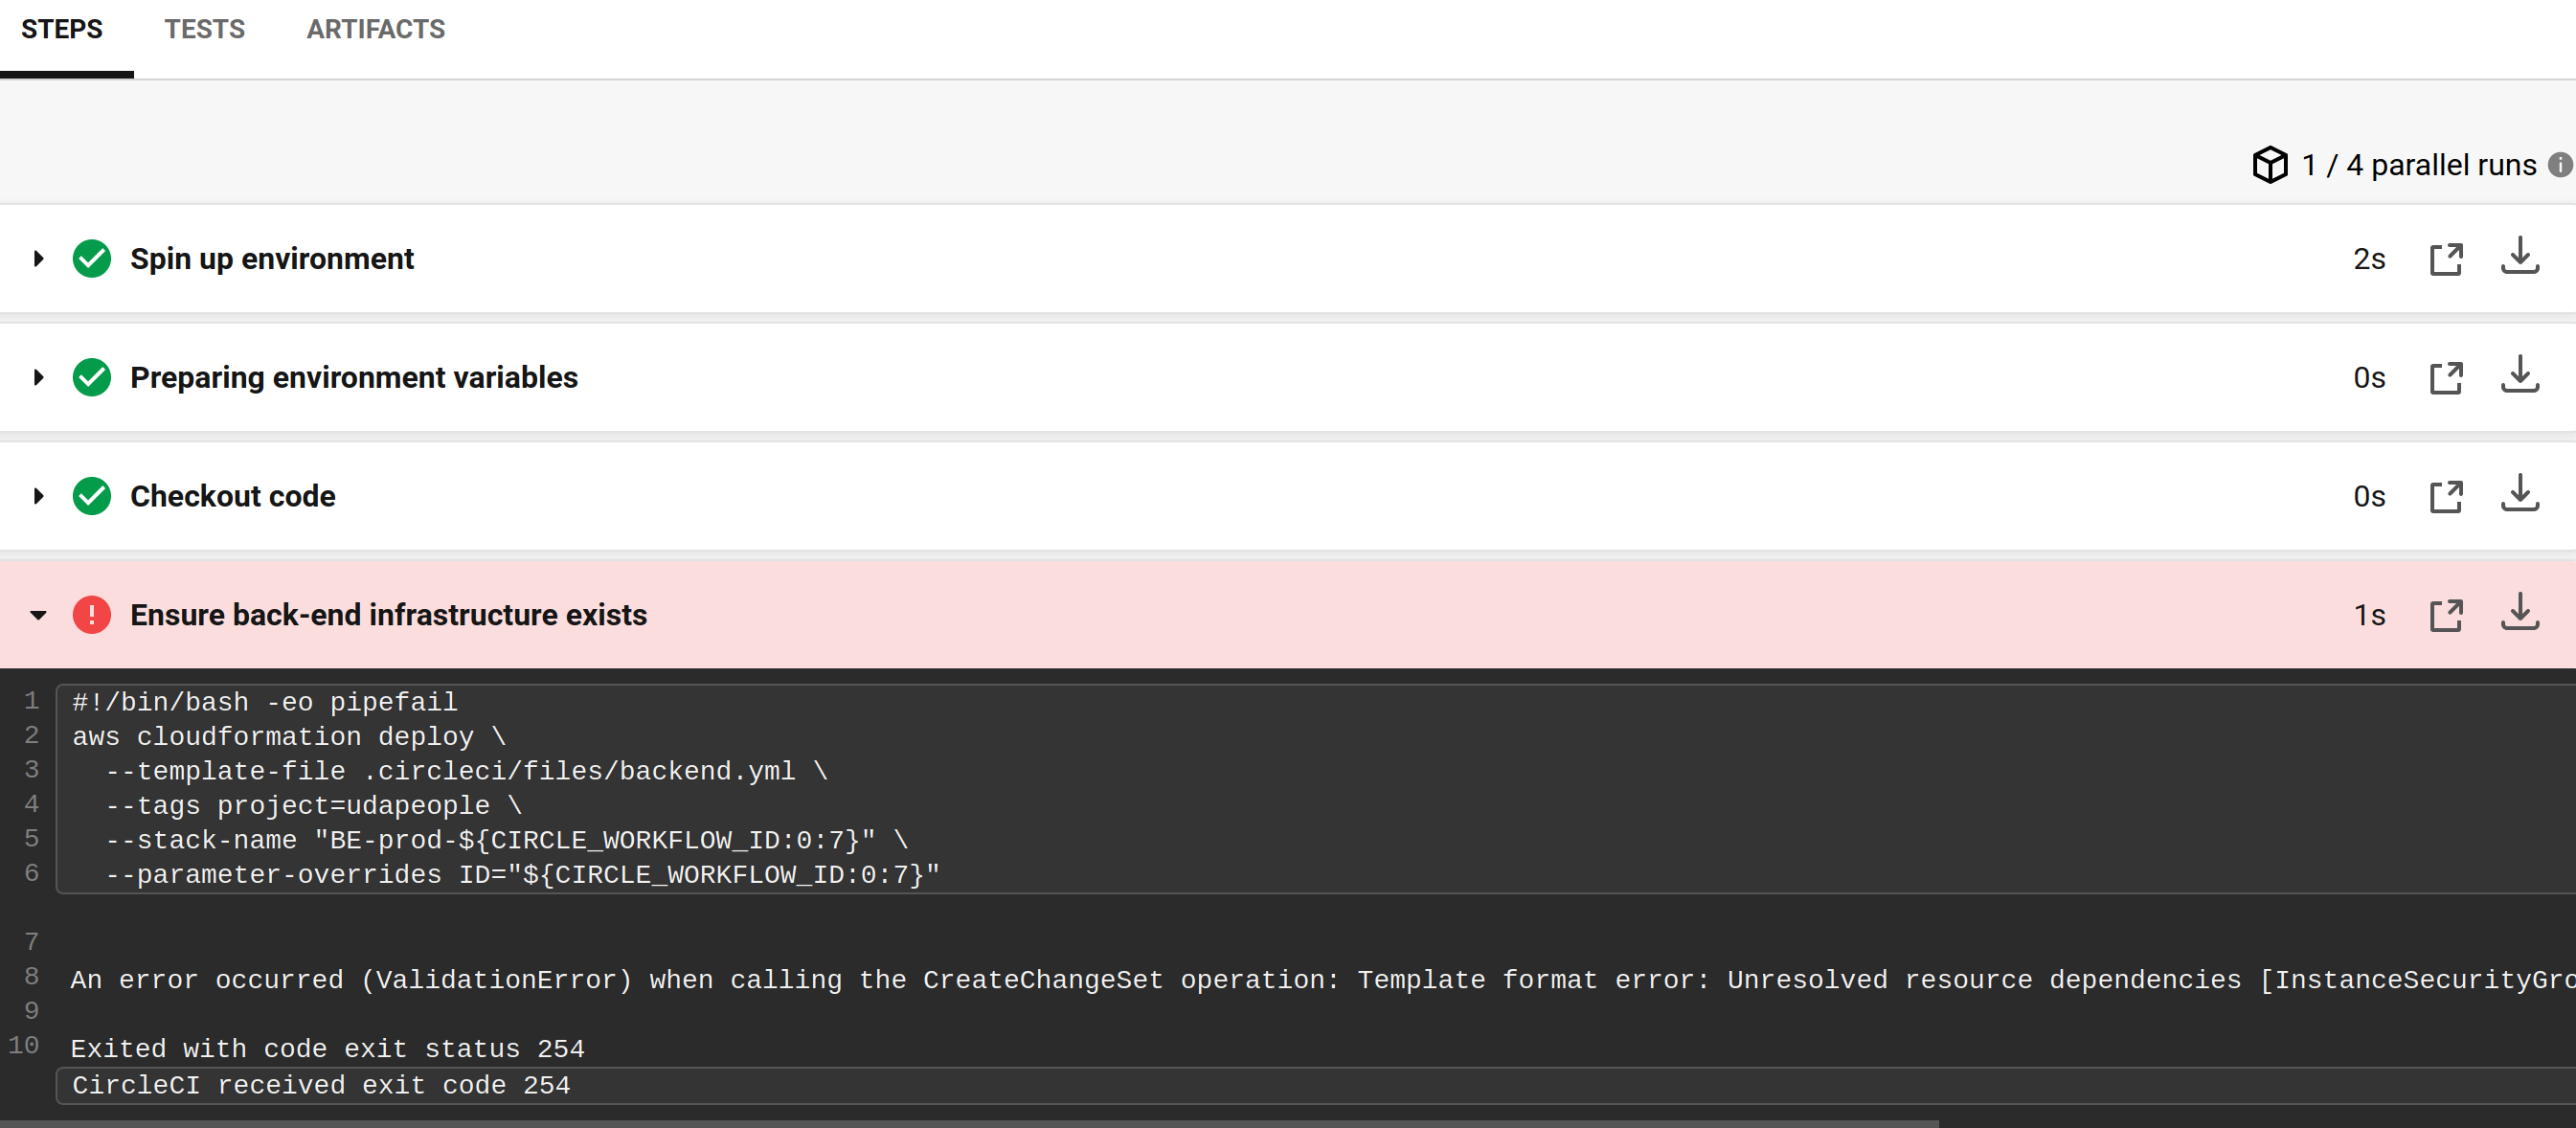 STEPS TESTS ARTIFACTS
1 / 4 parallel runs
Spin up environment 2s
Preparing environment variables 0s
Checkout code 0s
Ensure back-end infrastructure exists 1s
1 #!/bin/bash -eo pipefail
2 aws cloudformation deploy \
3   --template-file .circleci/files/backend.yml \
4   --tags project=udapeople \
5   --stack-name "BE-prod-${CIRCLE_WORKFLOW_ID:0:7}" \
6   --parameter-overrides ID="${CIRCLE_WORKFLOW_ID:0:7}"
7
8 An error occurred (ValidationError) when calling the CreateChangeSet operation: Template format error: Unresolved resource dependencies [InstanceSecurityGro
9
10 Exited with code exit status 254
CircleCI received exit code 254